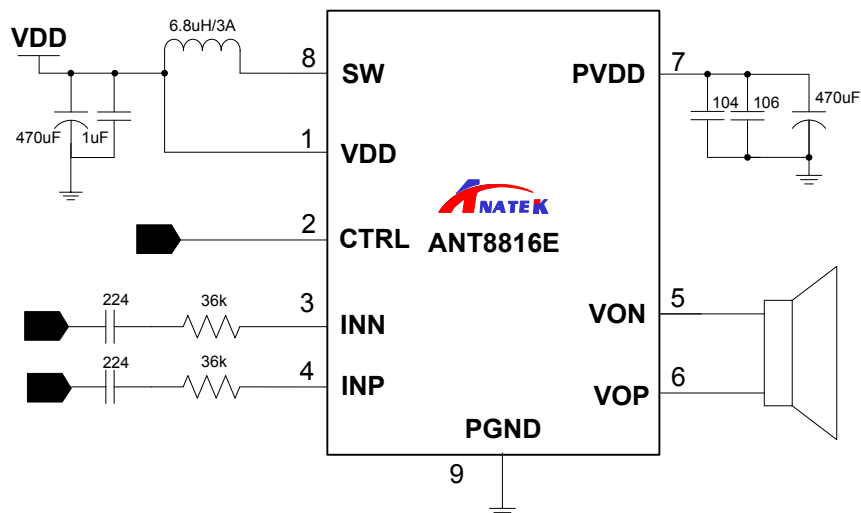 VDD
6.8uH/3A
470uF
1uF
8
SW
1
VDD
2
CTRL
224
36k
3
INN
224
36k
4
INP
ANATEK
ANT8816E
PVDD
7
104
106
470uF
VON
5
VOP
6
PGND
9